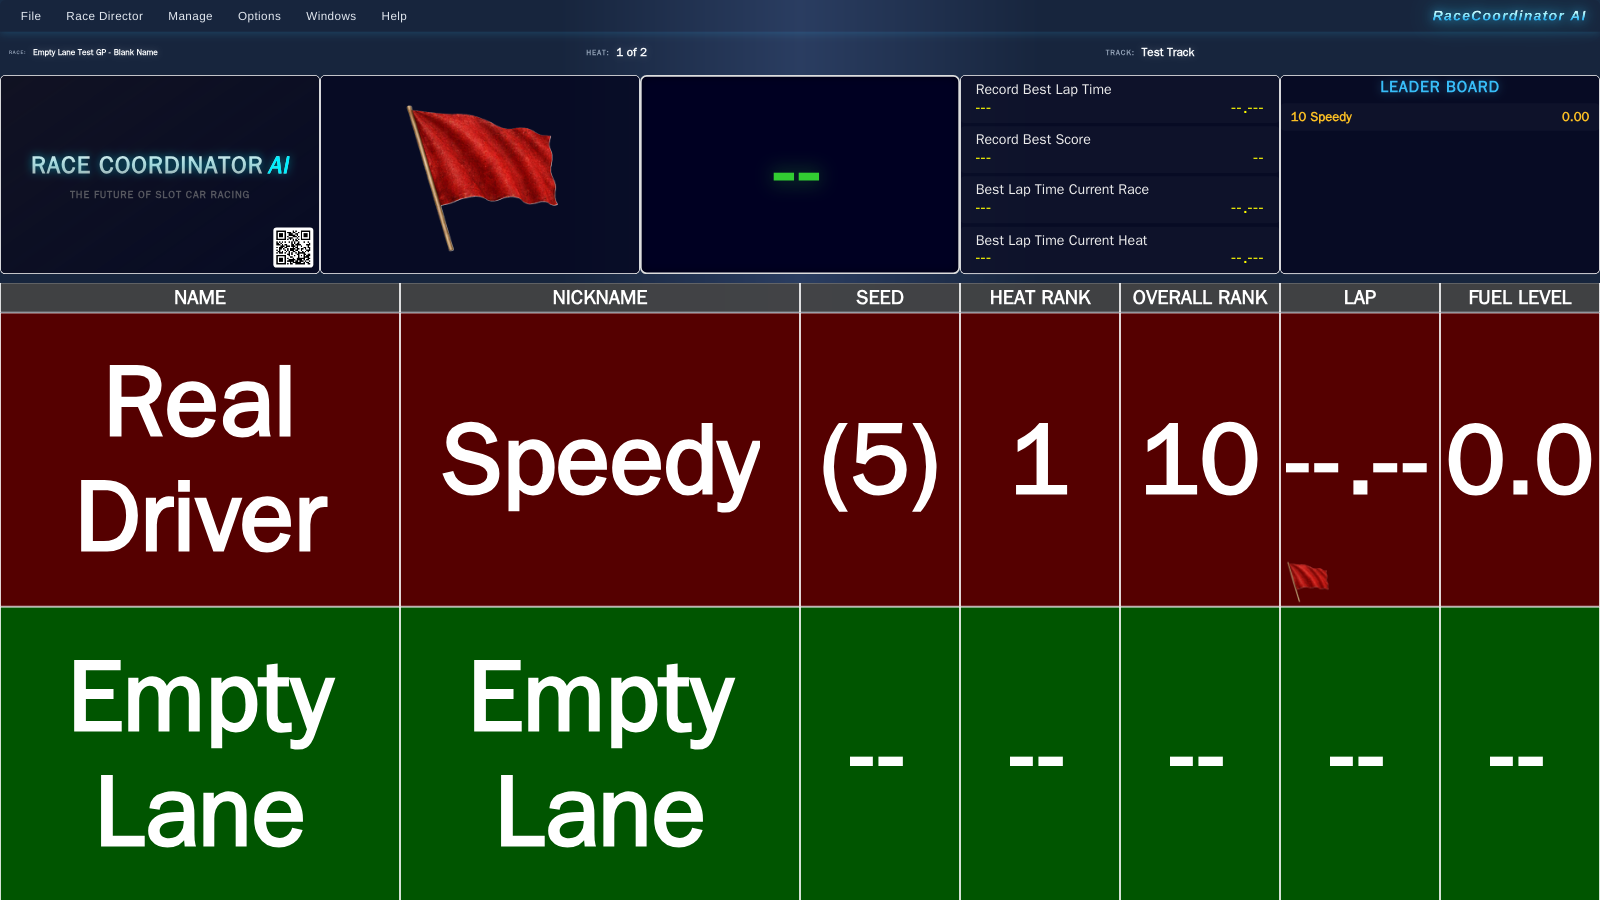 File Race Director Manage Options Windows Help RaceCoordinator AI
RACE: Empty Lane Test GP - Blank Name HEAT: 1 of 2 TRACK: Test Track
RACE COORDINATOR AI
THE FUTURE OF SLOT CAR RACING
--
Record Best Lap Time
--- --.---
Record Best Score
--- --
Best Lap Time Current Race
--- --.---
Best Lap Time Current Heat
--- --.---
LEADER BOARD
10 Speedy 0.00
NAME NICKNAME SEED HEAT RANK OVERALL RANK LAP FUEL LEVEL
Real
Driver
Speedy (5) 1 10 --.-- 0.0
Empty
Lane
Empty
Lane
-- -- -- -- --